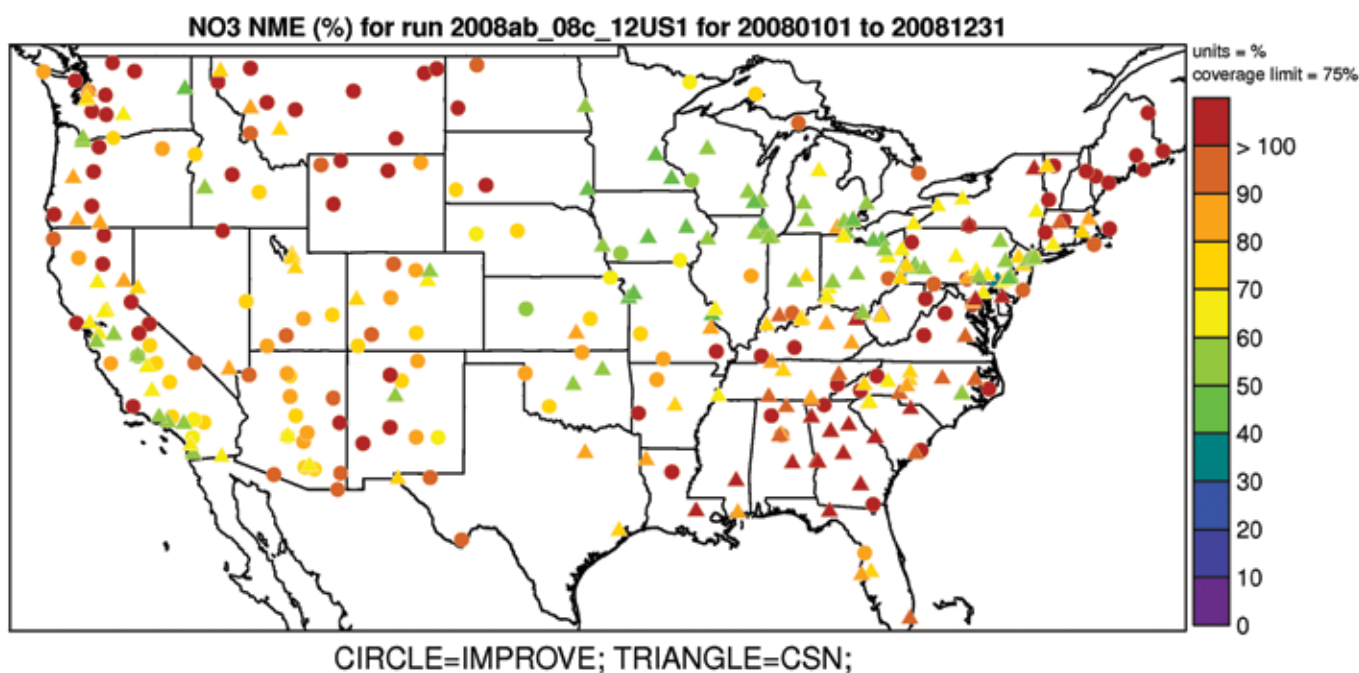 NO3 NME (%) for run 2008ab_08c_12US1 for 20080101 to 20081231
units = %
coverage limit = 75%
> 100
90
80
70
60
50
40
30
20
10
0
CIRCLE=IMPROVE; TRIANGLE=CSN;